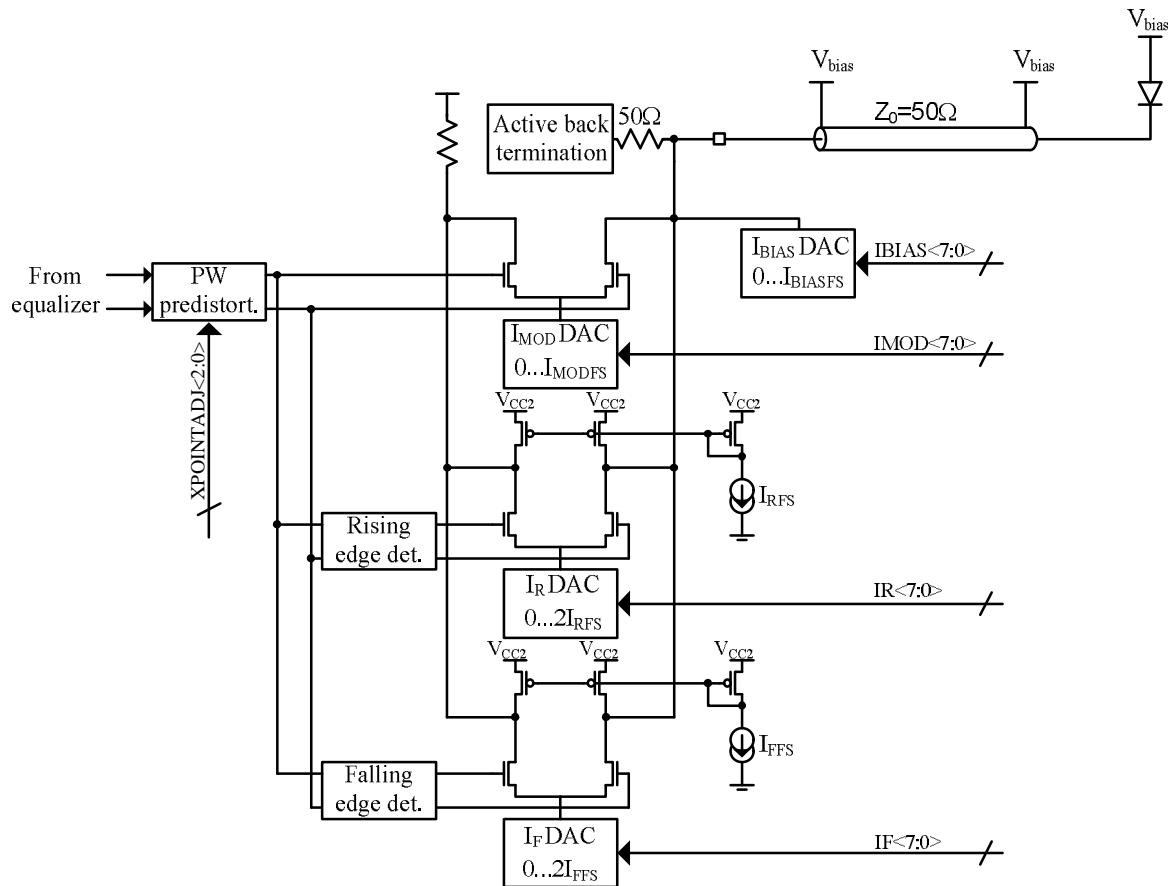 V_bias
V_bias
V_bias
Z_0=50Ω
50Ω
Active back
termination
From
equalizer
PW
predistort.
I_BIAS DAC
0...I_BIASFS
IBIAS<7:0>
I_MOD DAC
0...I_MODFS
IMOD<7:0>
XPOINTADJ<2:0>
V_CC2
V_CC2
V_CC2
I_RFS
Rising
edge det.
I_R DAC
0...2I_RFS
IR<7:0>
V_CC2
V_CC2
V_CC2
I_FFS
Falling
edge det.
I_F DAC
0...2I_FFS
IF<7:0>